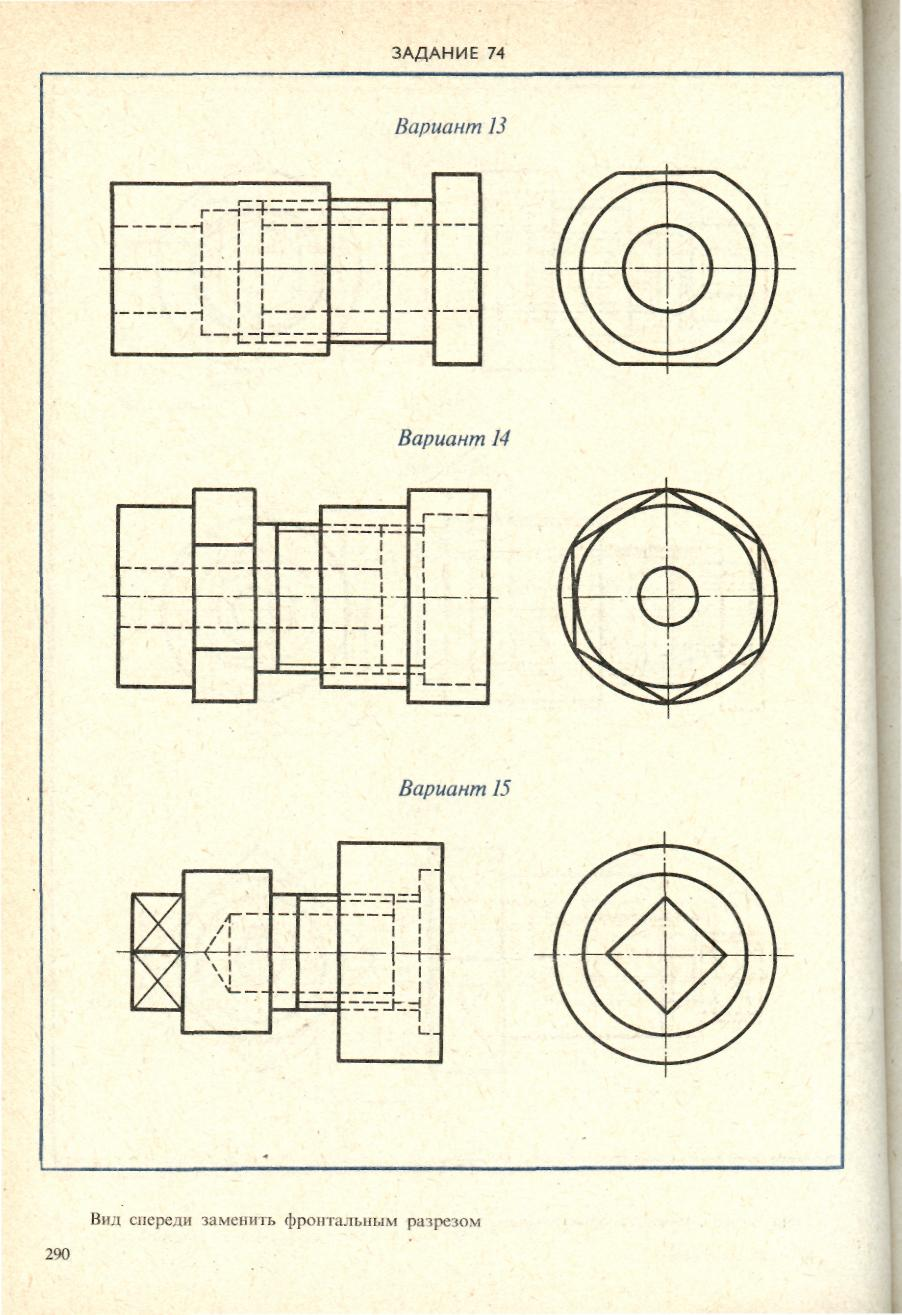 ЗАДАНИЕ 74
Вариант 13
Вариант 14
Вариант 15
Вид спереди заменить фронтальным разрезом
290